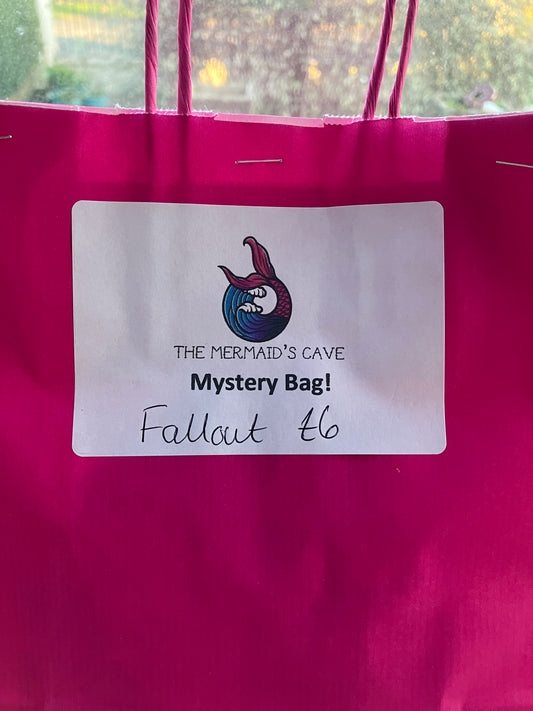 THE MERMAID'S CAVE
Mystery Bag!
Fallout £6